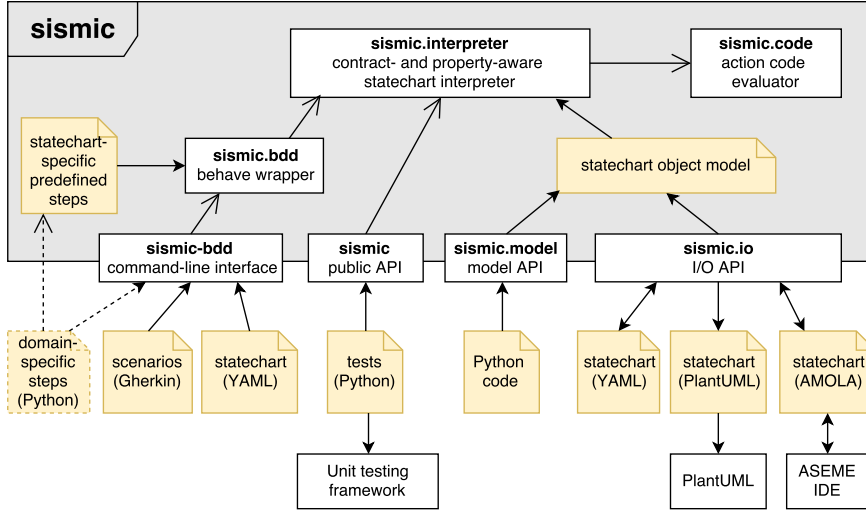 sismic
sismic.interpreter
contract- and property-aware
statechart interpreter
sismic.code
action code
evaluator
statechart-
specific
predefined
steps
sismic.bdd
behave wrapper
statechart object model
sismic-bdd
command-line interface
sismic
public API
sismic.model
model API
sismic.io
I/O API
domain-
specific
steps
(Python)
scenarios
(Gherkin)
statechart
(YAML)
tests
(Python)
Python
code
statechart
(YAML)
statechart
(PlantUML)
statechart
(AMOLA)
Unit testing
framework
PlantUML
ASEME
IDE